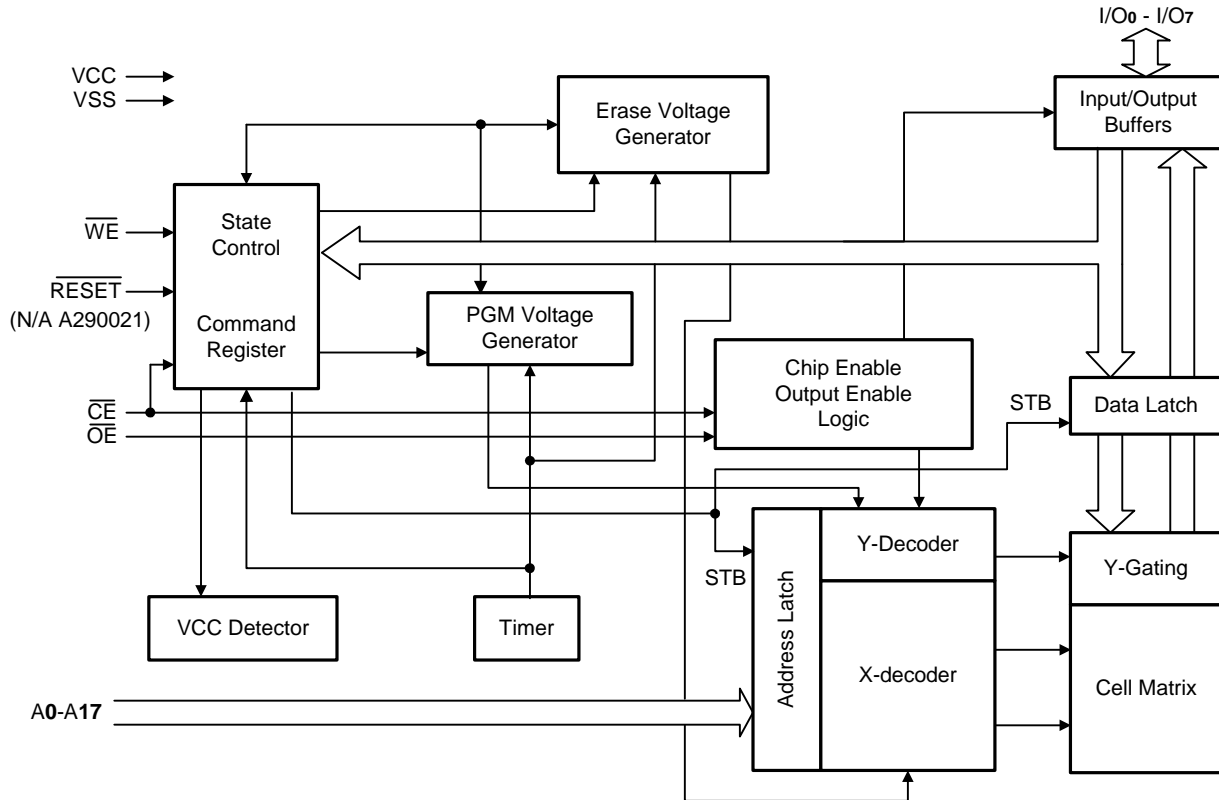 I/O0 - I/O7
VCC
VSS
Erase Voltage
Generator
Input/Output
Buffers
WE
State
Control
RESET
(N/A A290021)
Command
Register
PGM Voltage
Generator
Chip Enable
Output Enable
Logic
CE
OE
STB
Data Latch
STB
Address Latch
Y-Decoder
Y-Gating
VCC Detector
Timer
X-decoder
Cell Matrix
A0-A17